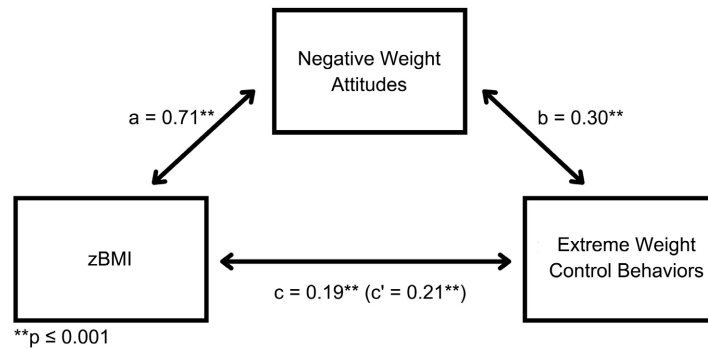 Negative Weight
Attitudes
a = 0.71**
b = 0.30**
zBMI
Extreme Weight
Control Behaviors
c = 0.19** (c' = 0.21**)
**p ≤ 0.001